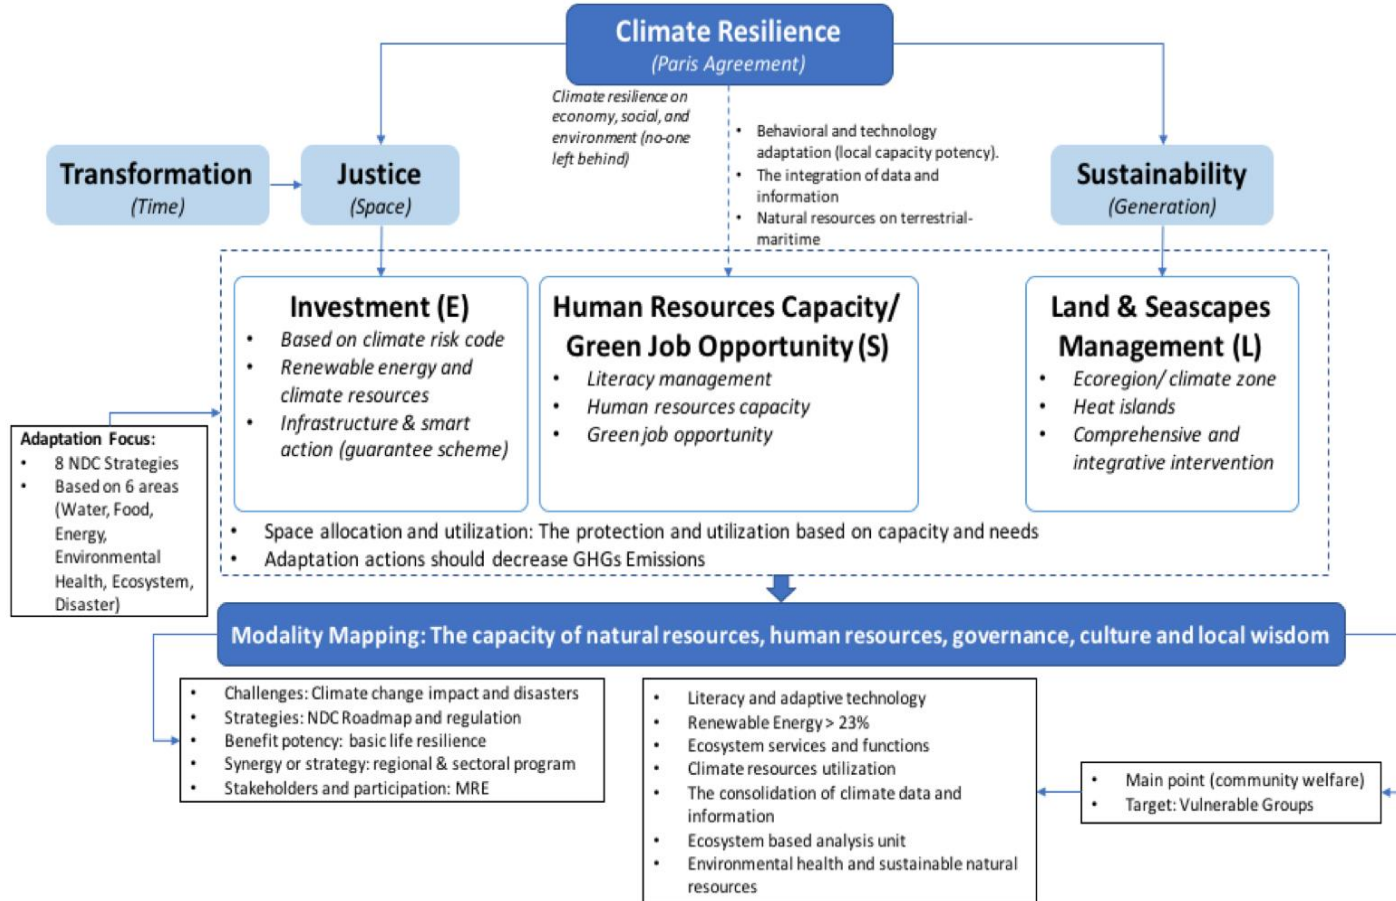 Climate Resilience
(Paris Agreement)
Climate resilience on
economy, social, and
environment (no-one
left behind)
• Behavioral and technology
adaptation (local capacity potency).
• The integration of data and
information
• Natural resources on terrestrial-
maritime
Transformation
(Time)
Justice
(Space)
Sustainability
(Generation)
Investment (E)
• Based on climate risk code
• Renewable energy and
climate resources
• Infrastructure & smart
action (guarantee scheme)
Human Resources Capacity/
Green Job Opportunity (S)
• Literacy management
• Human resources capacity
• Green job opportunity
Land & Seascapes
Management (L)
• Ecoregion/ climate zone
• Heat islands
• Comprehensive and
integrative intervention
Adaptation Focus:
• 8 NDC Strategies
• Based on 6 areas
(Water, Food,
Energy,
Environmental
Health, Ecosystem,
Disaster)
• Space allocation and utilization: The protection and utilization based on capacity and needs
• Adaptation actions should decrease GHGs Emissions
Modality Mapping: The capacity of natural resources, human resources, governance, culture and local wisdom
• Challenges: Climate change impact and disasters
• Strategies: NDC Roadmap and regulation
• Benefit potency: basic life resilience
• Synergy or strategy: regional & sectoral program
• Stakeholders and participation: MRE
• Literacy and adaptive technology
• Renewable Energy > 23%
• Ecosystem services and functions
• Climate resources utilization
• The consolidation of climate data and
information
• Ecosystem based analysis unit
• Environmental health and sustainable natural
resources
• Main point (community welfare)
• Target: Vulnerable Groups